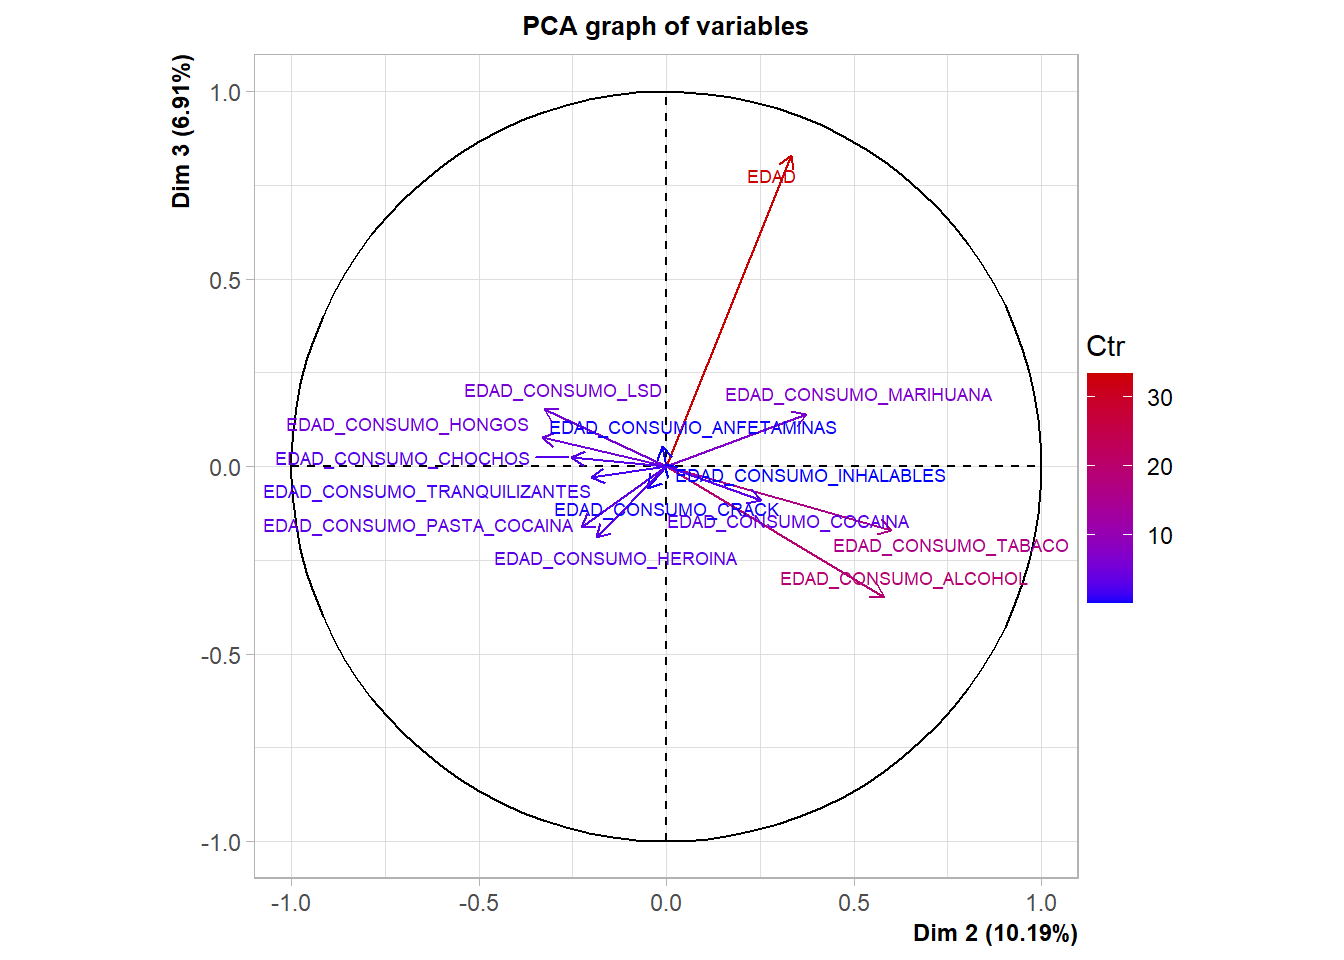 PCA graph of variables
Dim 3 (6.91%)
1.0
0.5
0.0
-0.5
-1.0
EDAD
EDAD_CONSUMO_LSD
EDAD_CONSUMO_MARIHUANA
EDAD_CONSUMO_HONGOS
EDAD_CONSUMO_ANFETAMINAS
EDAD_CONSUMO_CHOCHOS
EDAD_CONSUMO_INHALABLES
EDAD_CONSUMO_TRANQUILIZANTES
EDAD_CONSUMO_CRACK
EDAD_CONSUMO_PASTA_COCAINA
EDAD_CONSUMO_COCAINA
EDAD_CONSUMO_TABACO
EDAD_CONSUMO_HEROINA
EDAD_CONSUMO_ALCOHOL
Ctr
30
20
10
-1.0
-0.5
0.0
0.5
1.0
Dim 2 (10.19%)